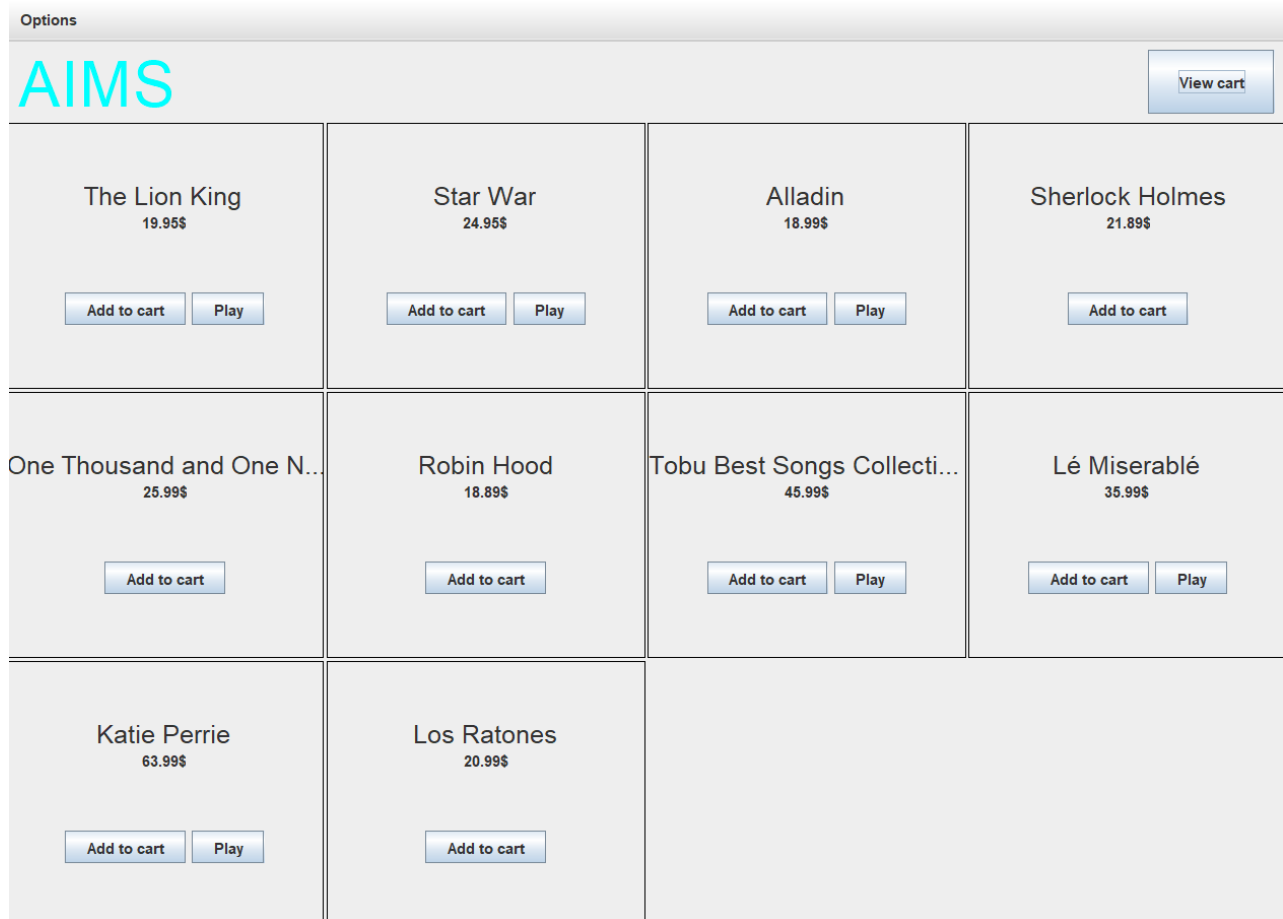 Options
AIMS
View cart
The Lion King
19.95$
Add to cart
Play
Star War
24.95$
Add to cart
Play
Alladin
18.99$
Add to cart
Play
Sherlock Holmes
21.89$
Add to cart
One Thousand and One N...
25.99$
Add to cart
Robin Hood
18.89$
Add to cart
Tobu Best Songs Collecti...
45.99$
Add to cart
Play
Lé Miserablé
35.99$
Add to cart
Play
Katie Perrie
63.99$
Add to cart
Play
Los Ratones
20.99$
Add to cart